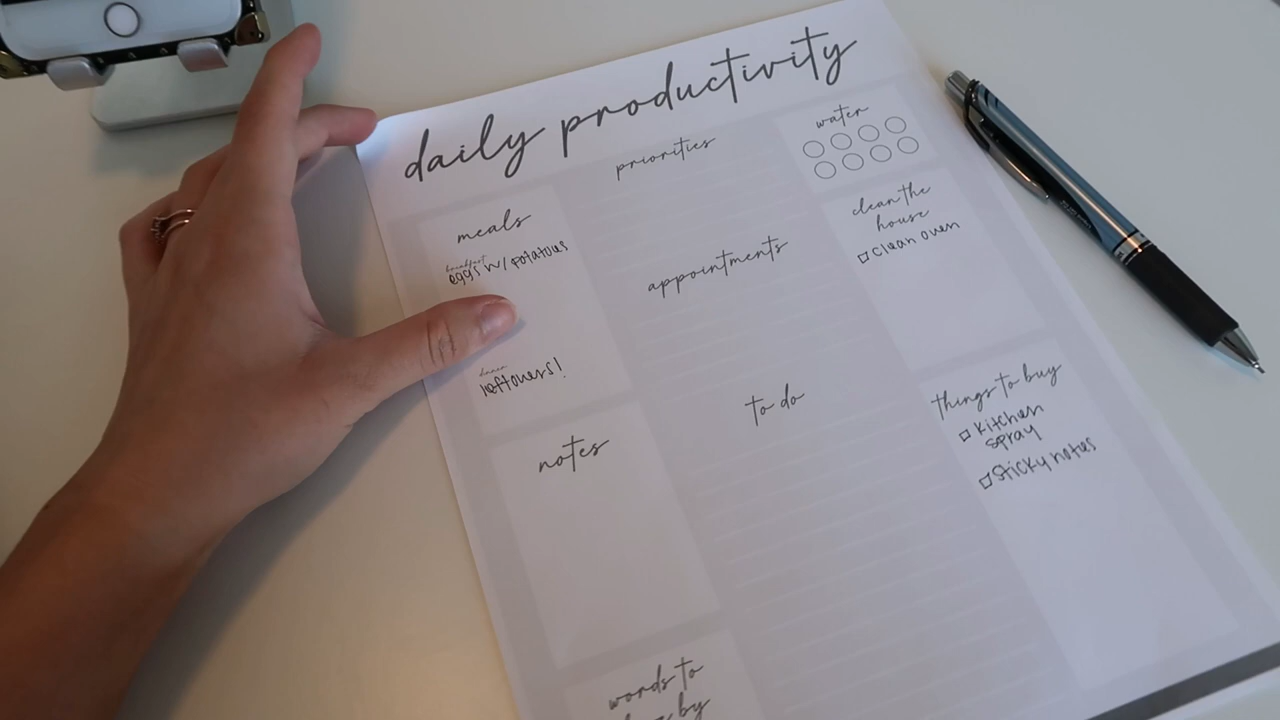 daily productivity
meals
breakfast
eggs w/ potatoes
dinner
leftovers!
notes
words to
by
priorities
appointments
to do
water
clean the
house
clean oven
things to buy
kitchen
spray
sticky notes